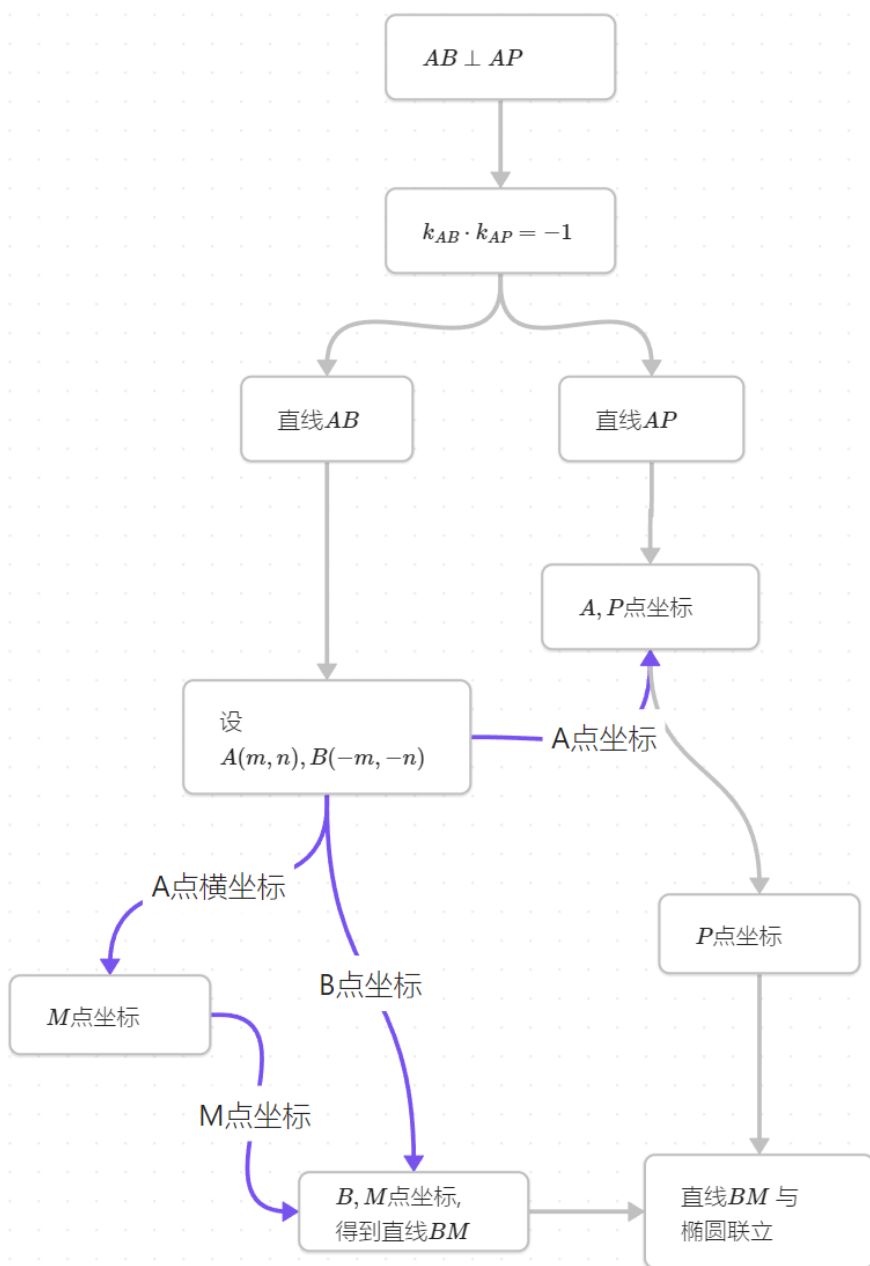 AB ⊥ AP
k_{AB} · k_{AP} = −1
直线AB
直线AP
A, P点坐标
设
A(m, n), B(−m, −n)
A点坐标
A点横坐标
P点坐标
B点坐标
M点坐标
M点坐标
B, M点坐标,
得到直线BM
直线BM 与
椭圆联立